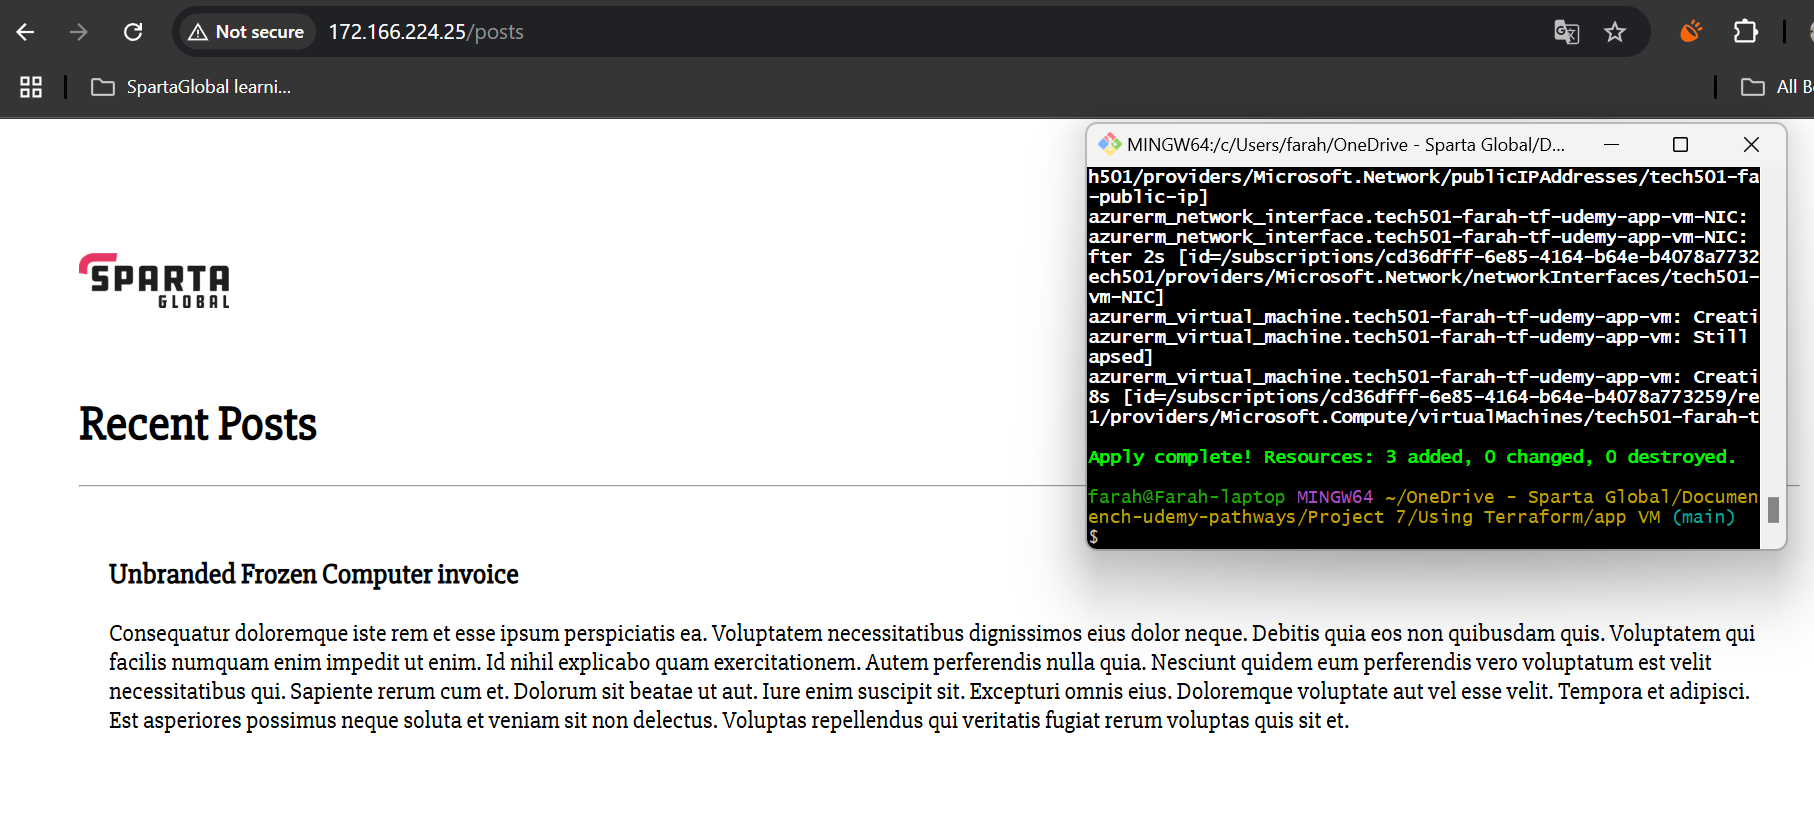 Not secure
172.166.224.25/posts
SpartaGlobal learni...
All B
MINGW64:/c/Users/farah/OneDrive - Sparta Global/D...
h501/providers/Microsoft.Network/publicIPAddresses/tech501-fa
-public-ip]
azurerm_network_interface.tech501-farah-tf-udemy-app-vm-NIC:
azurerm_network_interface.tech501-farah-tf-udemy-app-vm-NIC:
fter 2s [id=/subscriptions/cd36dfff-6e85-4164-b64e-b4078a7732
ech501/providers/Microsoft.Network/networkInterfaces/tech501-
vm-NIC]
azurerm_virtual_machine.tech501-farah-tf-udemy-app-vm: Creati
azurerm_virtual_machine.tech501-farah-tf-udemy-app-vm: Still
apsed]
azurerm_virtual_machine.tech501-farah-tf-udemy-app-vm: Creati
8s [id=/subscriptions/cd36dfff-6e85-4164-b64e-b4078a773259/re
1/providers/Microsoft.Compute/virtualMachines/tech501-farah-t
Apply complete! Resources: 3 added, 0 changed, 0 destroyed.
farah@Farah-laptop MINGW64 ~/OneDrive - Sparta Global/Documen
ench-udemy-pathways/Project 7/Using Terraform/app VM (main)
$
SPARTA
GLOBAL
Recent Posts
Unbranded Frozen Computer invoice
Consequatur doloremque iste rem et esse ipsum perspiciatis ea. Voluptatem necessitatibus dignissimos eius dolor neque. Debitis quia eos non quibusdam quis. Voluptatem qui
facilis numquam enim impedit ut enim. Id nihil explicabo quam exercitationem. Autem perferendis nulla quia. Nesciunt quidem eum perferendis vero voluptatum est velit
necessitatibus qui. Sapiente rerum cum et. Dolorum sit beatae ut aut. Iure enim suscipit sit. Excepturi omnis eius. Doloremque voluptate aut vel esse velit. Tempora et adipisci.
Est asperiores possimus neque soluta et veniam sit non delectus. Voluptas repellendus qui veritatis fugiat rerum voluptas quis sit et.